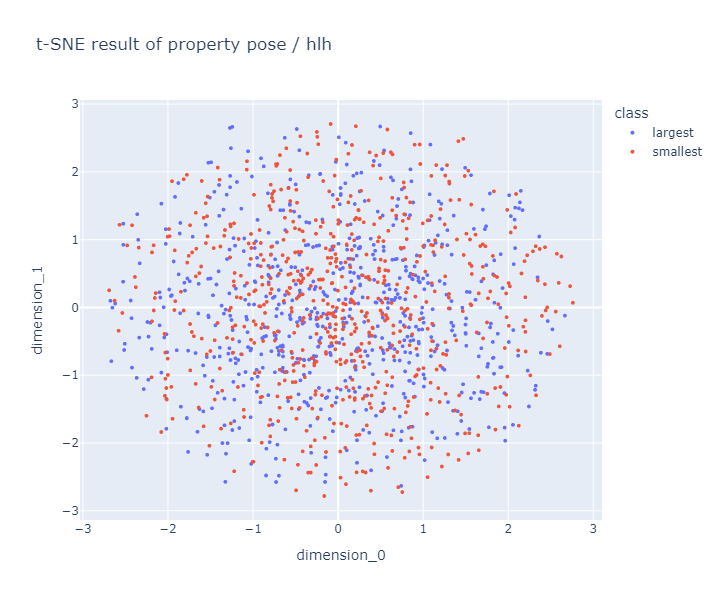 t-SNE result of property pose / hlh
class
largest
smallest
dimension_1
3
2
1
0
−1
−2
−3
−3
−2
−1
0
1
2
3
dimension_0